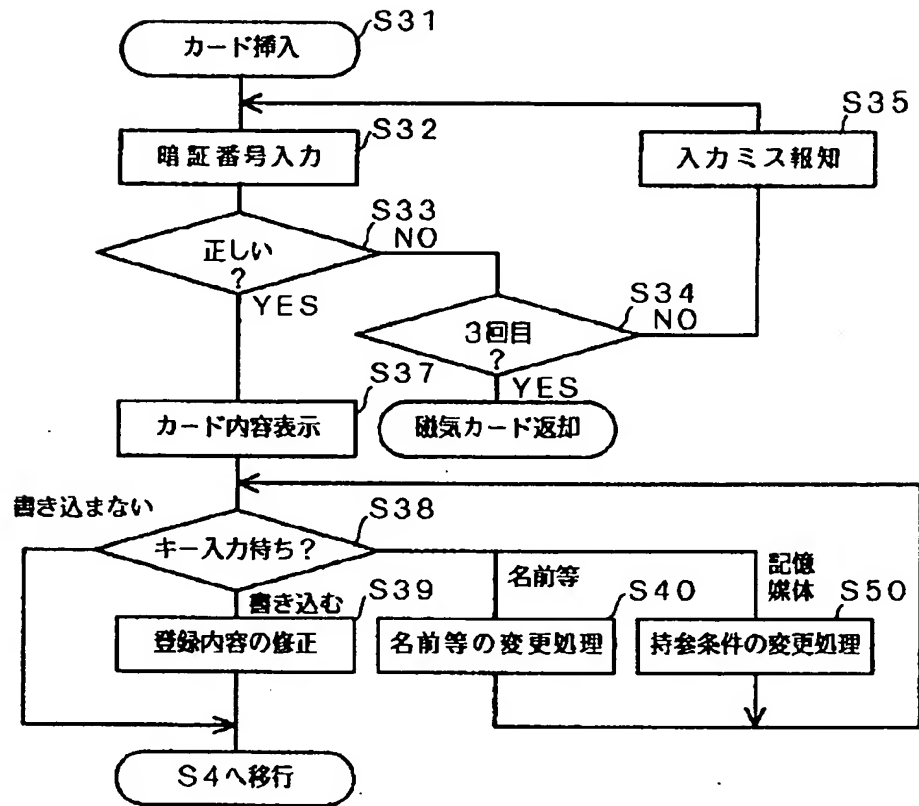 S31
カード挿入
S35
S32
暗証番号入力
入力ミス報知
S33
正しい
?
NO
YES
S34
3回目
?
NO
YES
S37
カード内容表示
磁気カード返却
書き込まない
S38
キー入力待ち?
名前等
記憶
媒体
書き込む
S39
S40
S50
登録内容の修正
名前等の変更処理
持参条件の変更処理
S4へ移行